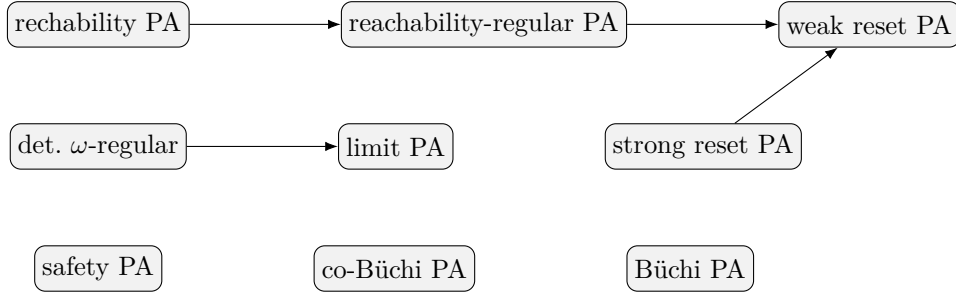 rechability PA
reachability-regular PA
weak reset PA
det. ω-regular
limit PA
strong reset PA
safety PA
co-Büchi PA
Büchi PA